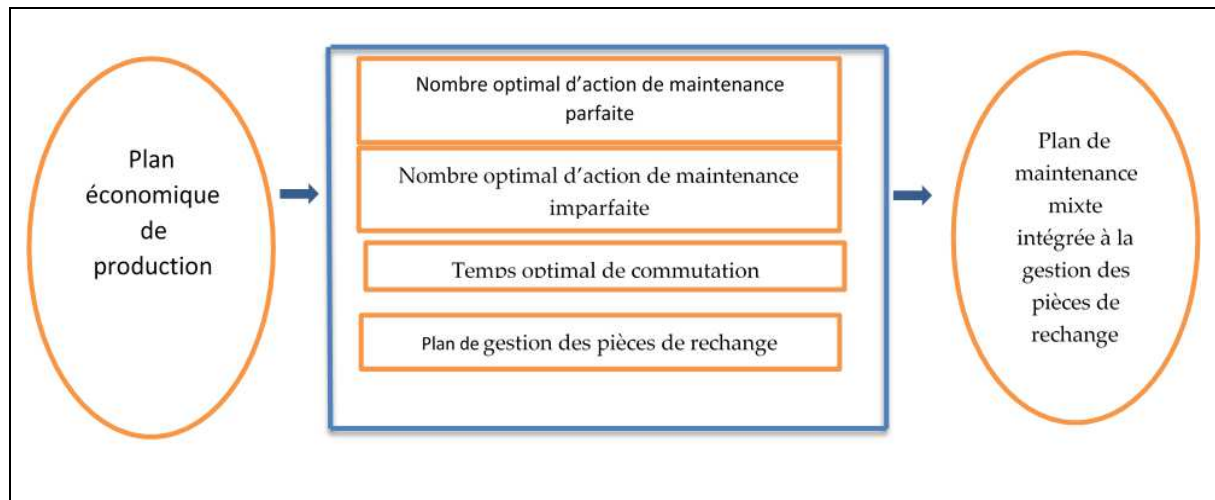 Plan
économique
de
production
Nombre optimal d'action de maintenance
parfaite
Nombre optimal d'action de maintenance
imparfaite
Temps optimal de commutation
Plan de gestion des pièces de rechange
Plan de
maintenance
mixte
intégrée à la
gestion des
pièces de
rechange